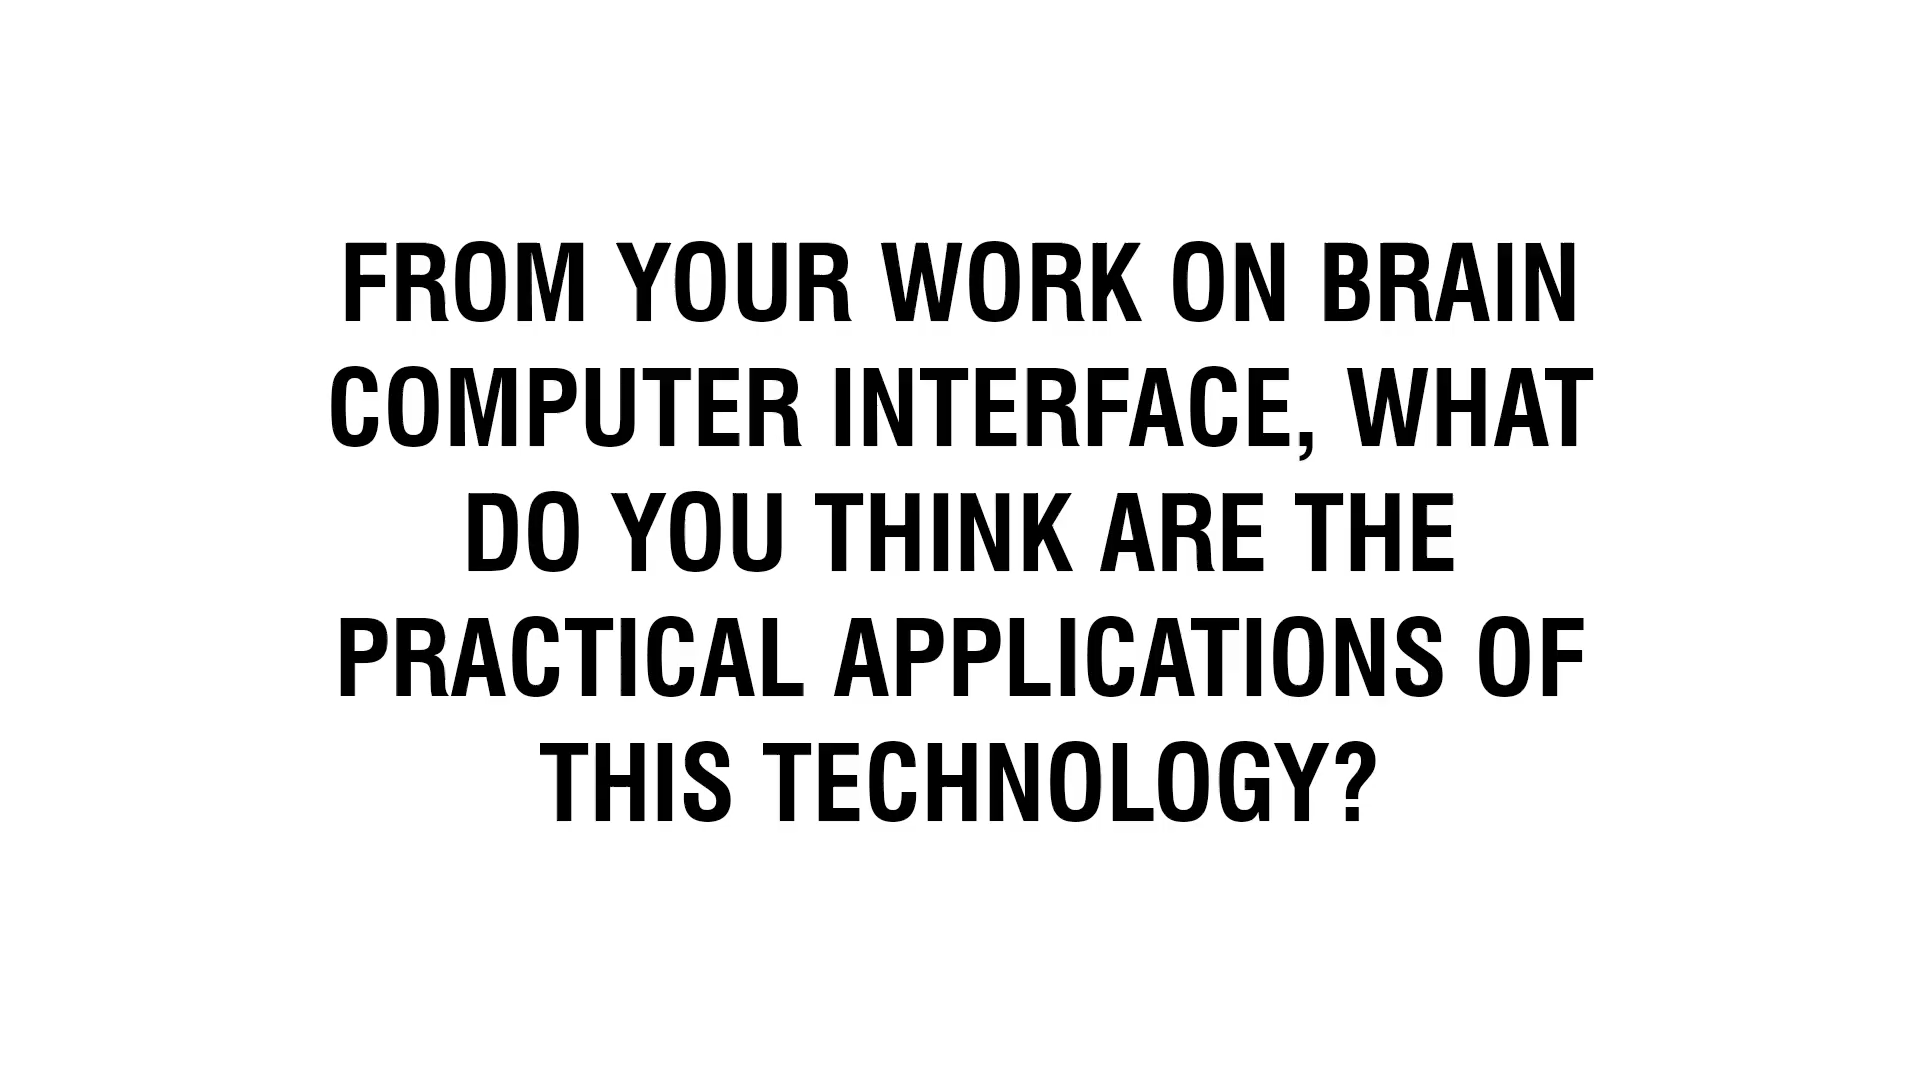 FROM YOUR WORK ON BRAIN
COMPUTER INTERFACE, WHAT
DO YOU THINK ARE THE
PRACTICAL APPLICATIONS OF
THIS TECHNOLOGY?